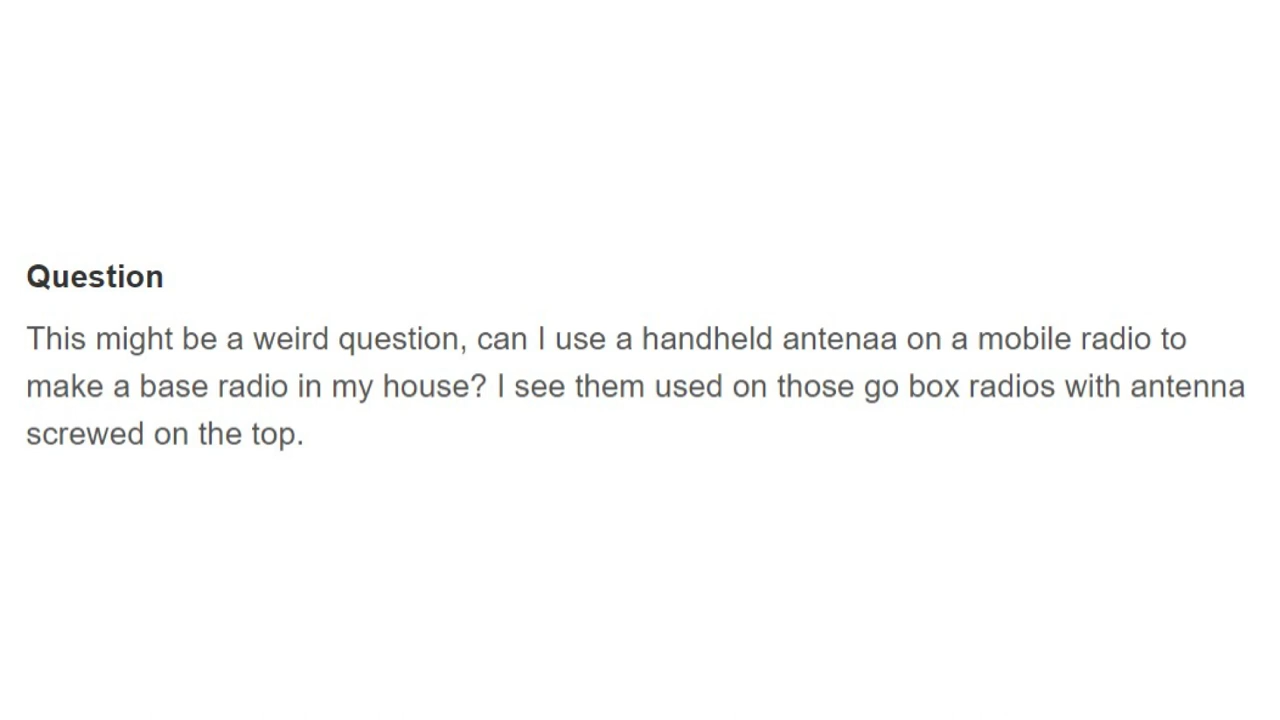 Question
This might be a weird question, can I use a handheld antenaa on a mobile radio to
make a base radio in my house? I see them used on those go box radios with antenna
screwed on the top.